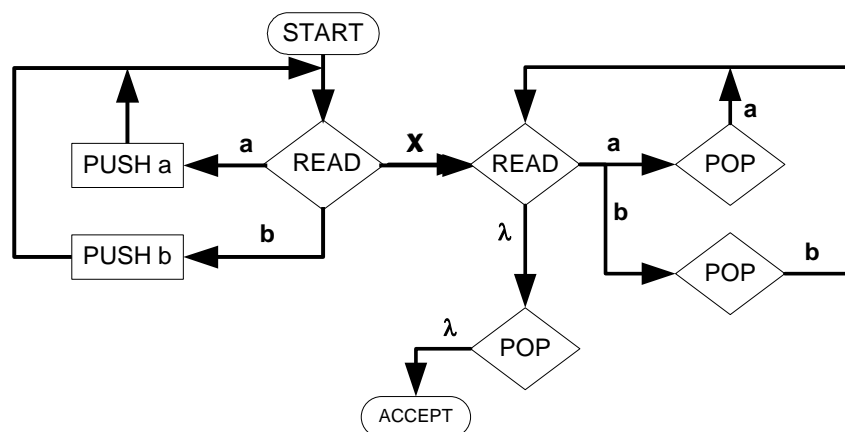 START
a
X
a
a
PUSH a
READ
READ
POP
b
λ
b
PUSH b
POP
b
λ
POP
ACCEPT